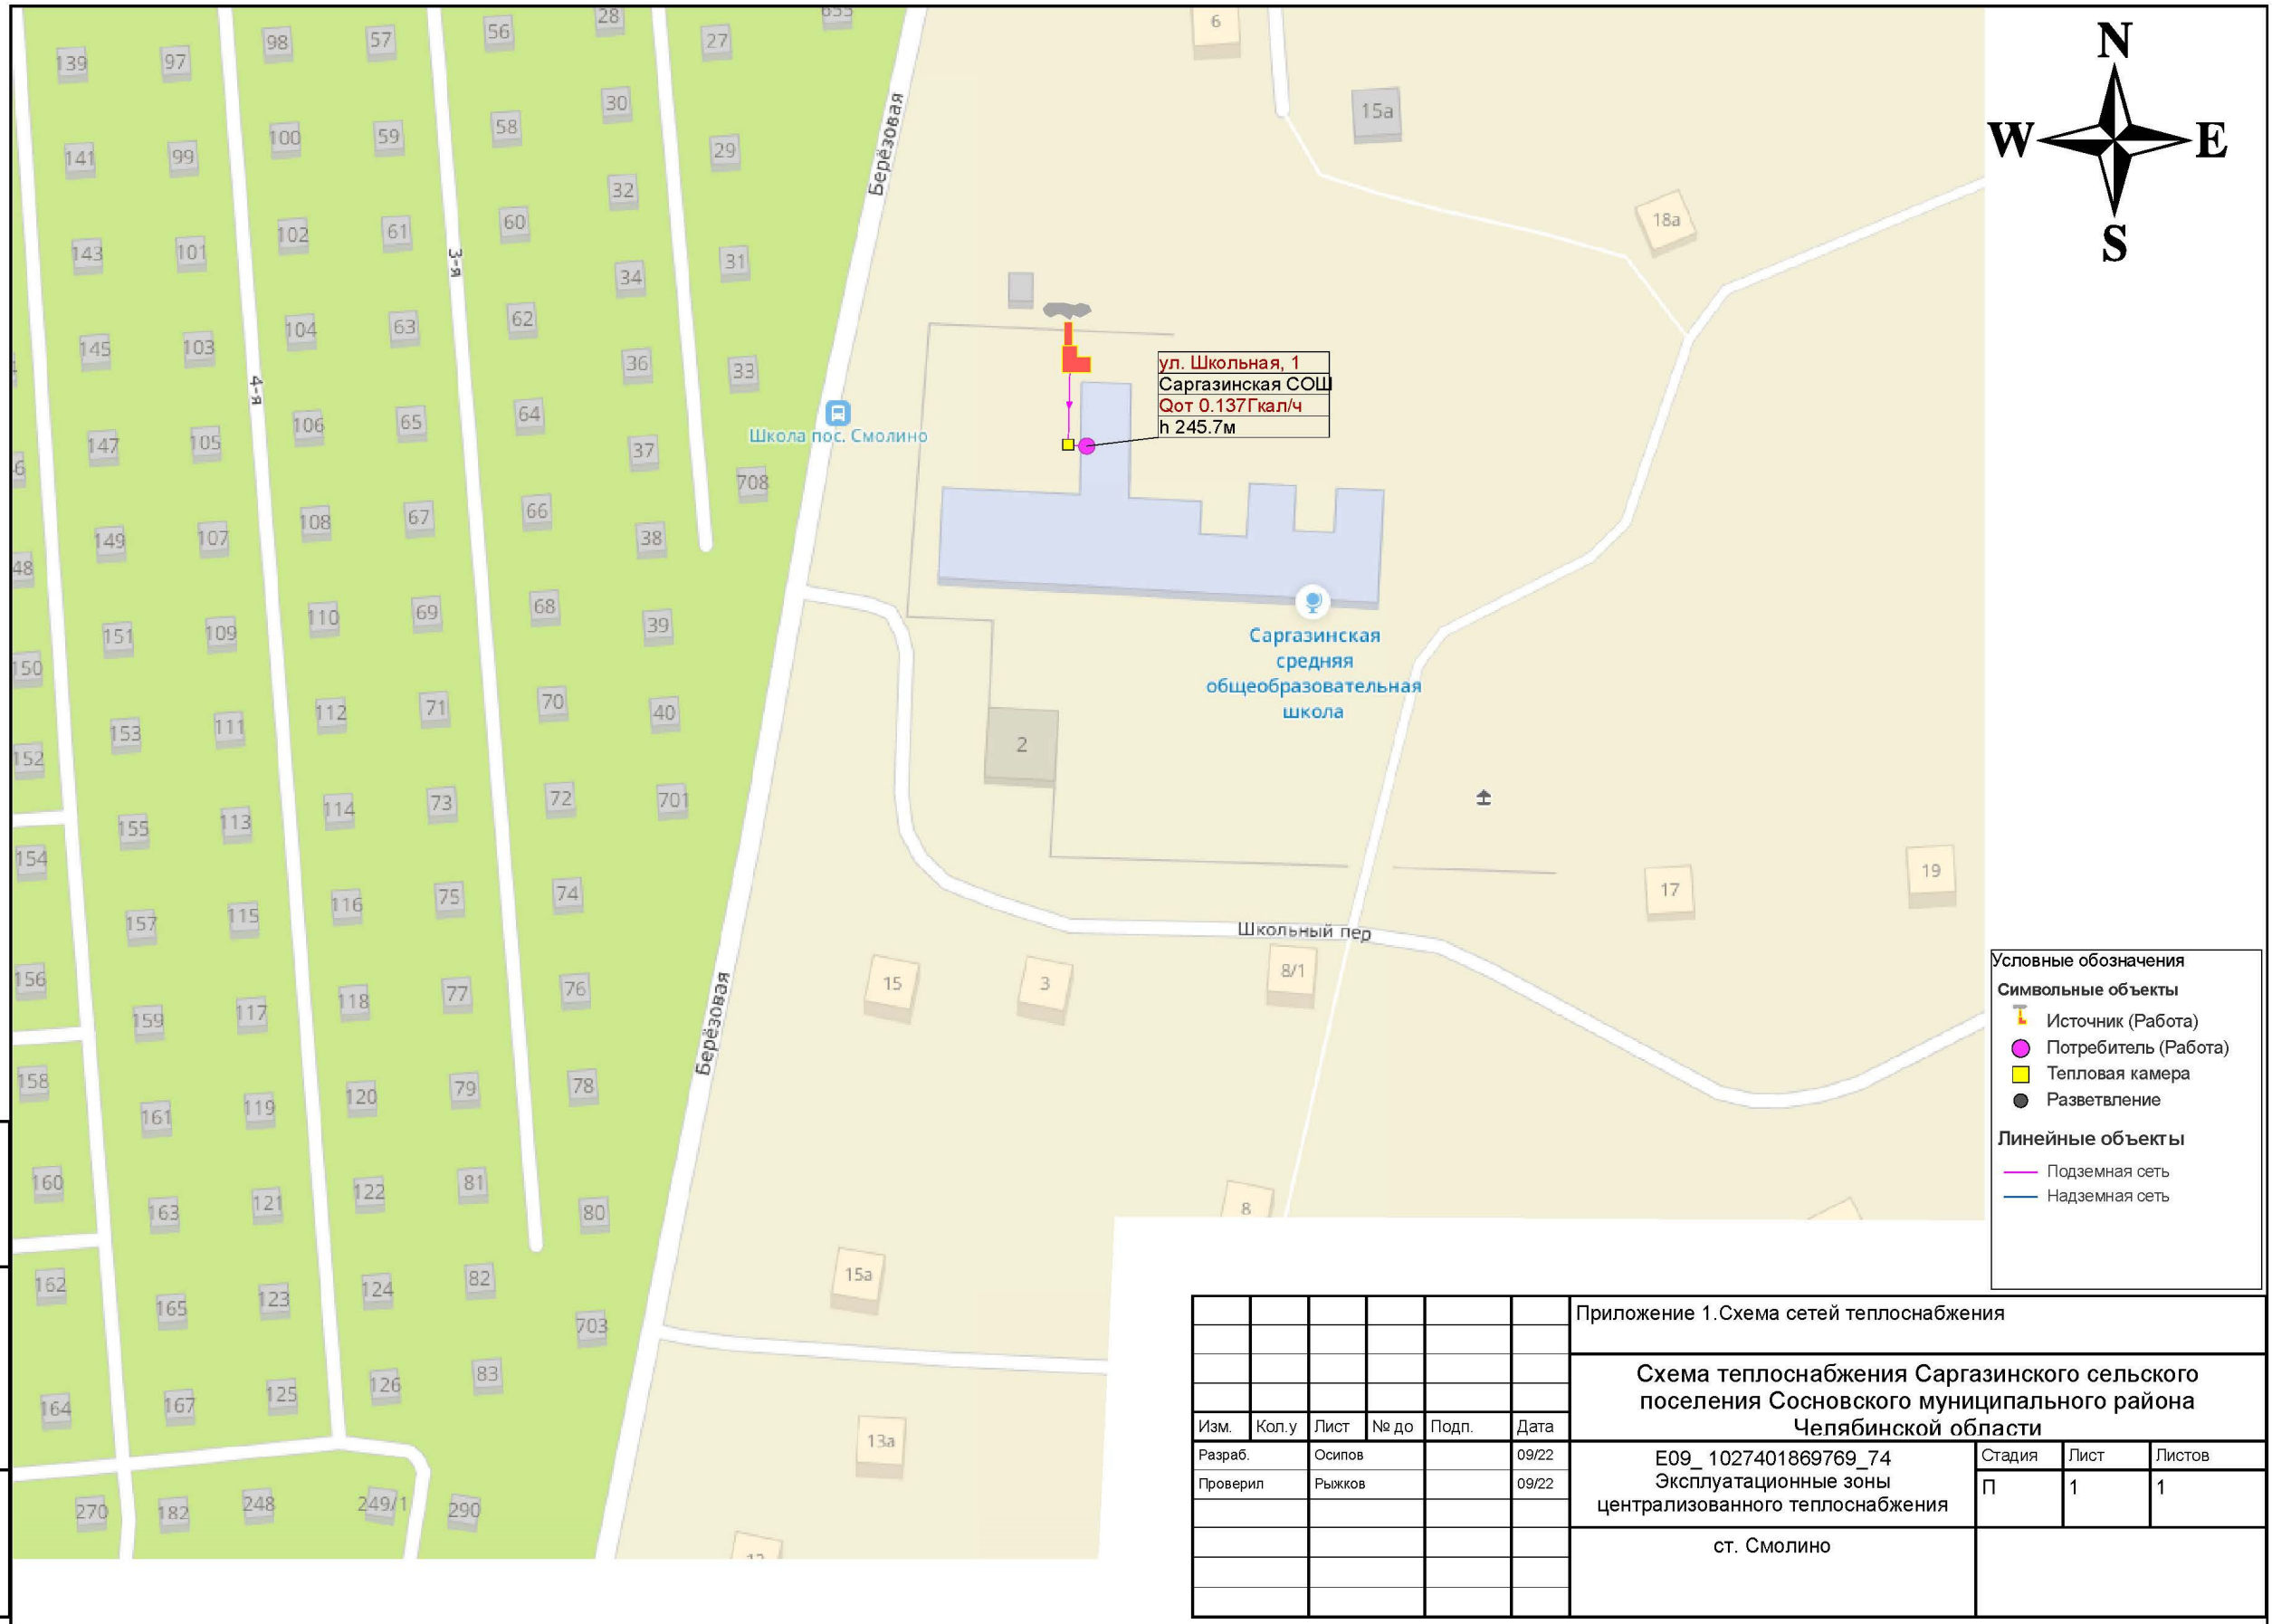 139
97
98
57
56
28
27
6
N
W
E
S
30
15а
100
59
58
141
99
29
Берёзовая
32
18а
102
61
60
143
101
31
3-я
34
62
104
63
145
103
36
33
4-я
ул. Школьная, 1
Саргазинская СОШ
Qот 0.137Гкал/ч
h 245.7м
64
106
65
147
105
Школа пос. Смолино
37
708
66
108
67
149
107
38
48
68
110
69
151
109
39
150
Саргазинская
средняя
общеобразовательная
школа
70
112
71
153
111
40
2
152
72
114
73
155
113
701
154
74
116
75
157
115
17
19
Школьный пер
156
76
118
77
159
117
15
3
8/1
Берёзовая
158
78
120
79
161
119
160
80
122
81
163
121
8
162
82
124
123
165
15а
703
83
126
125
167
164
13а
270
182
248
249/1
290
Условные обозначения
Символьные объекты
Источник (Работа)
Потребитель (Работа)
Тепловая камера
Разветвление
Линейные объекты
Подземная сеть
Надземная сеть
Приложение 1.Схема сетей теплоснабжения
Схема теплоснабжения Саргазинского сельского
поселения Сосновского муниципального района
Челябинской области
Изм. Кол.у Лист № до Подп. Дата
Разраб. Осипов 09/22
Проверил Рыжков 09/22
Е09_ 1027401869769_74
Эксплуатационные зоны
централизованного теплоснабжения
Стадия Лист Листов
П 1 1
ст. Смолино